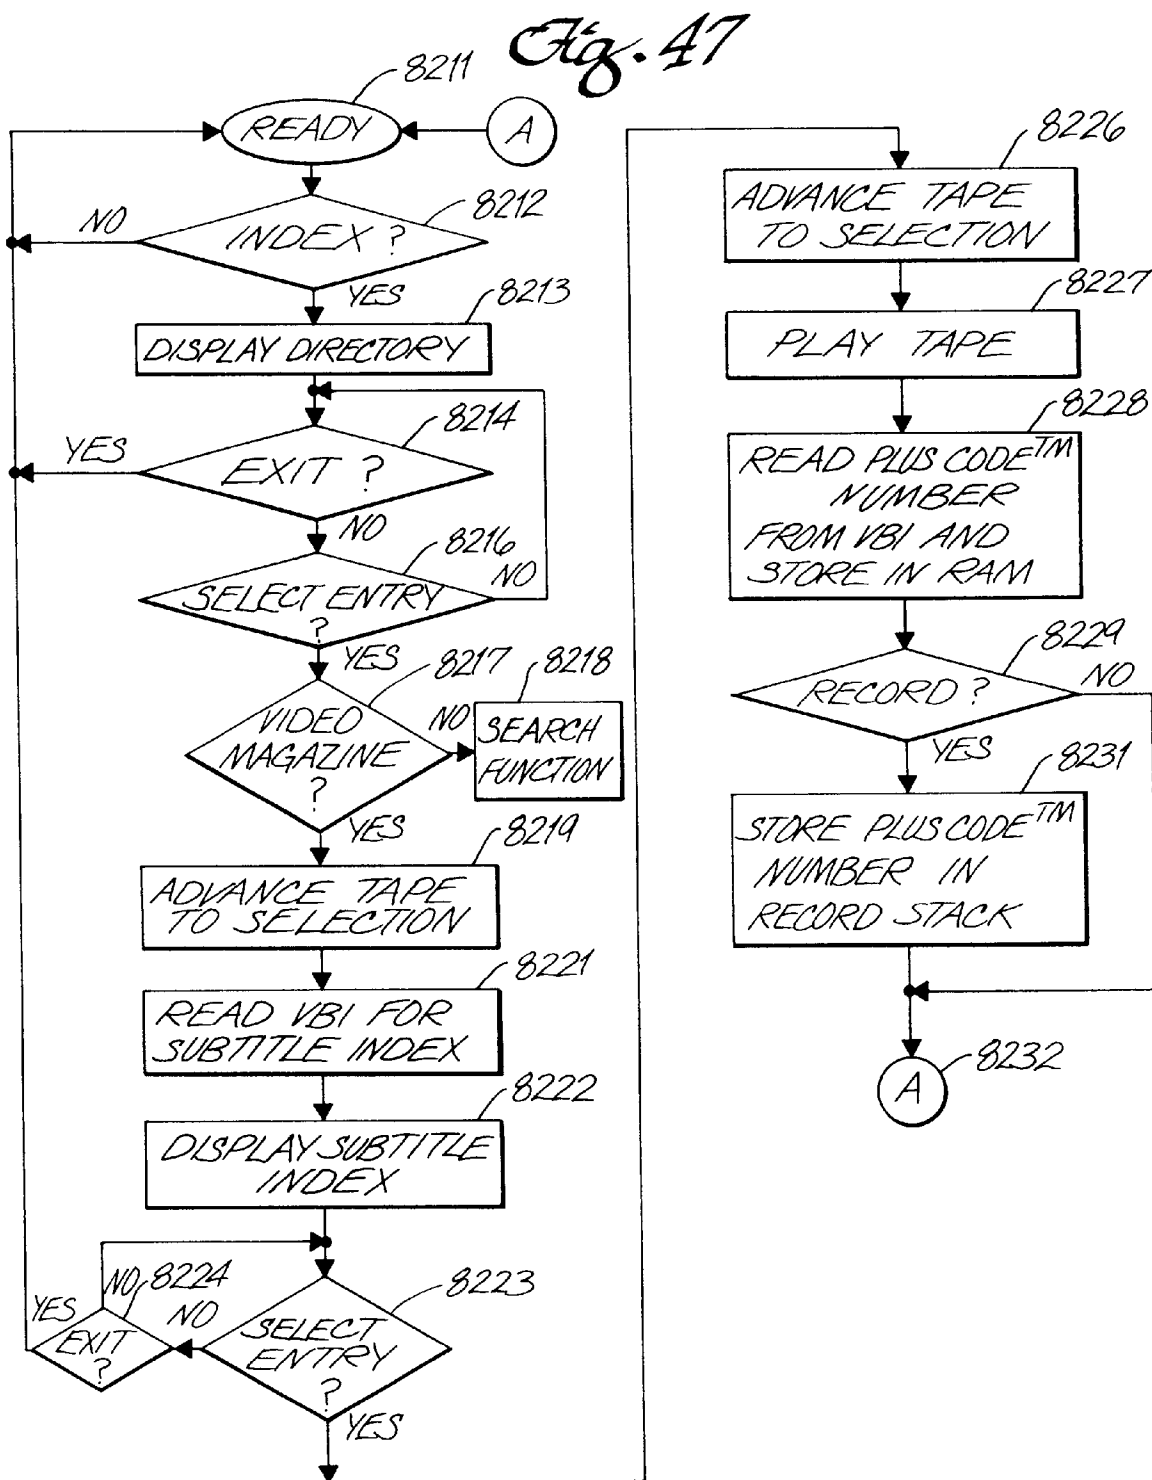 Fig. 47
8211
READY
A
8212
NO
INDEX ?
YES
8213
DISPLAY DIRECTORY
8214
YES
EXIT ?
NO
8216
NO
SELECT ENTRY
?
YES
8217
8218
VIDEO
MAGAZINE
?
NO
SEARCH
FUNCTION
YES
8219
ADVANCE TAPE
TO SELECTION
8221
READ VBI FOR
SUBTITLE INDEX
8222
DISPLAY SUBTITLE
INDEX
NO
8224
8223
YES
NO
EXIT
?
SELECT
ENTRY
?
YES
8226
ADVANCE TAPE
TO SELECTION
8227
PLAY TAPE
8228
READ PLUS CODE™
NUMBER
FROM VBI AND
STORE IN RAM
8229
NO
RECORD ?
YES
8231
STORE PLUS CODE™
NUMBER IN
RECORD STACK
A
8232